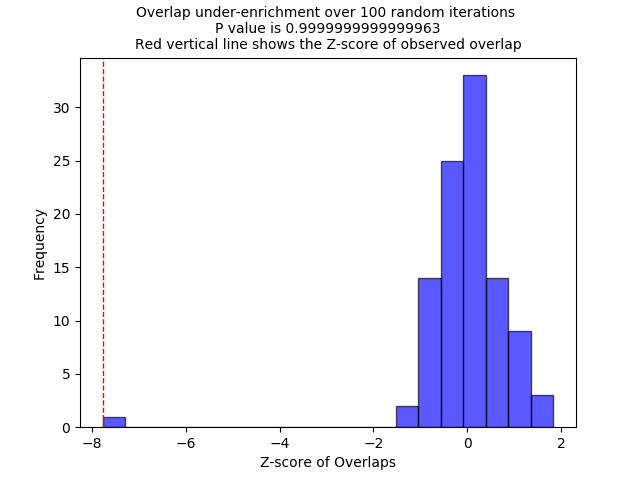 Overlap under-enrichment over 100 random iterations
P value is 0.9999999999999963
Red vertical line shows the Z-score of observed overlap
Frequency
30
25
20
15
10
5
0
−8
−6
−4
−2
0
2
Z-score of Overlaps